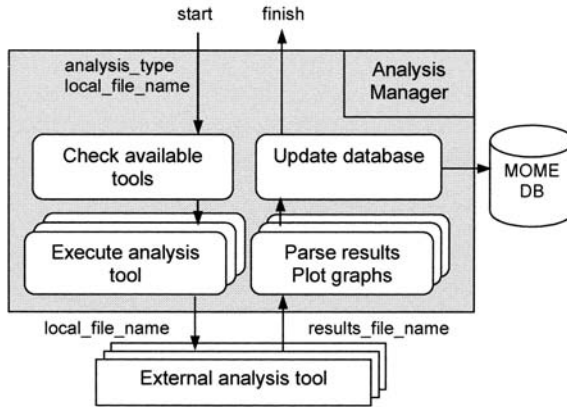 start
finish
analysis_type
local_file_name
Analysis
Manager
Check available
tools
Update database
MOME
DB
Execute analysis
tool
Parse results
Plot graphs
local_file_name
results_file_name
External analysis tool